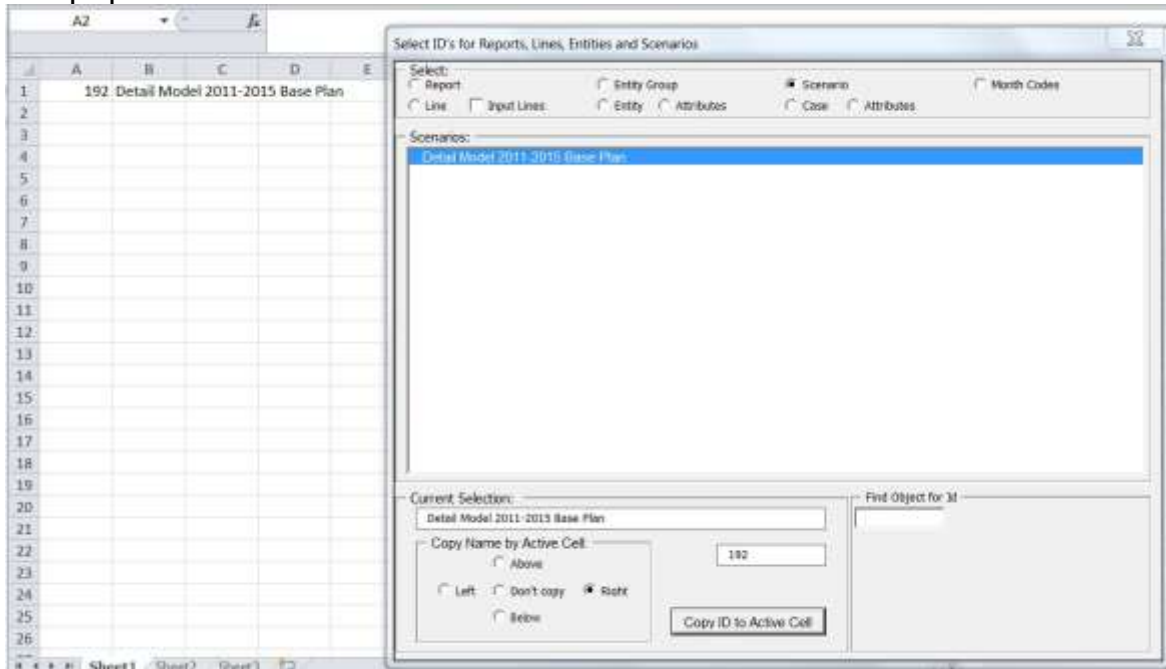 A2
fx
A B C D E
1 192 Detail Model 2011-2015 Base Plan
2
3
4
5
6
7
8
9
10
11
12
13
14
15
16
17
18
19
20
21
22
23
24
25
26
Sheet1 Sheet2 Sheet3
Select ID's for Reports, Lines, Entities and Scenarios
Select:
Report Entity Group Scenario Month Codes
Line Input Lines Entity Attributes Case Attributes
Scenarios:
Detail Model 2011-2015 Base Plan
Current Selection:
Detail Model 2011-2015 Base Plan
Copy Name by Active Cell
Above
Left Don't copy Right
Below
192
Copy ID to Active Cell
Find Object for Id